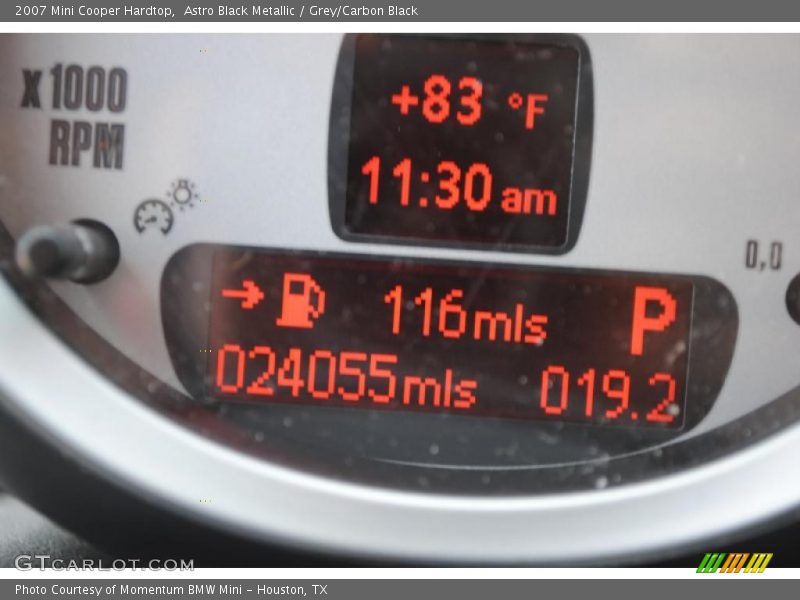 2007 Mini Cooper Hardtop,  Astro Black Metallic / Grey/Carbon Black
x1000
RPM
+83 °F
11:30 am
0,0
116mls P
024055mls 019.2
GTCARLOT.COM
Photo Courtesy of Momentum BMW Mini - Houston, TX